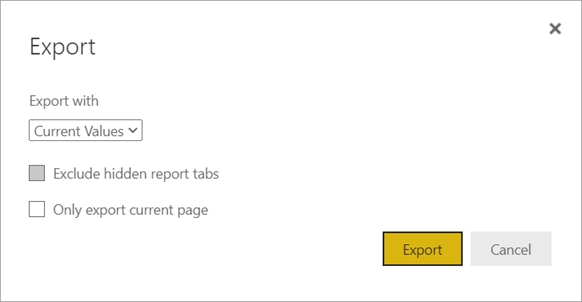 Export
Export with
Current Values
Exclude hidden report tabs
Only export current page
Export
Cancel